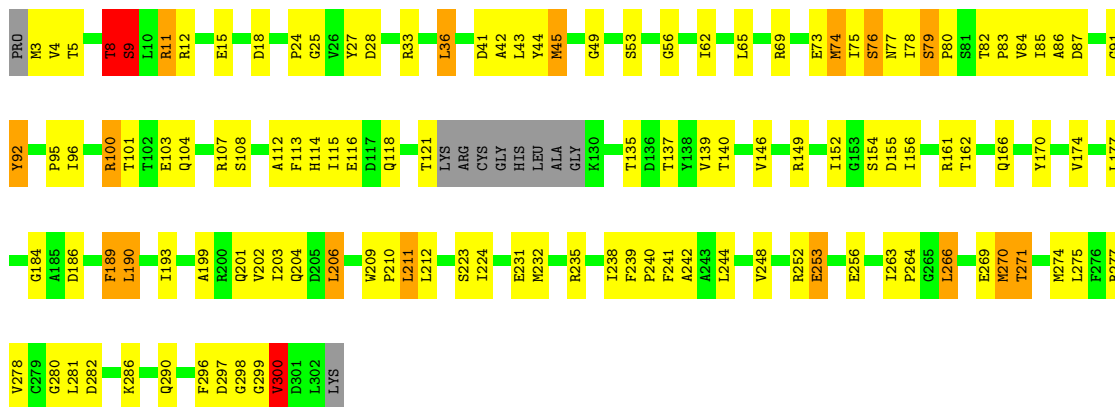 PRO M3 V4 T5 T8 S9 L10 R11 R12 E15 D18 P24 G25 V26 Y27 D28 R33 L36 D41 A42 L43 Y44 M45 G49 S53 G56 I62 L65 R69 E73 M74 I75 S76 N77 I78 S79 P80 S81 T82 P83 V84 I85 A86 D87
Y92 P95 I96 R100 T101 T102 E103 Q104 R107 S108 A112 F113 H114 I115 E116 D117 Q118 T121 LYS ARG CYS GLY HIS LEU ALA GLY K130 T135 D136 T137 Y138 V139 T140 V146 R149 I152 G153 S154 D155 I156 R161 T162 Q166 Y170 V174
G184 A185 D186 F189 L190 I193 A199 R200 Q201 V202 I203 Q204 D205 L206 W209 P210 L211 L212 S223 I224 E231 M232 R235 I238 F239 P240 F241 A242 A243 L244 V248 R252 E253 E256 I263 P264 G265 L266 E269 M270 T271 M274 L275 F276
V278 C279 G280 L281 D282 K286 Q290 F296 D297 G298 G299 V300 D301 L302 LYS